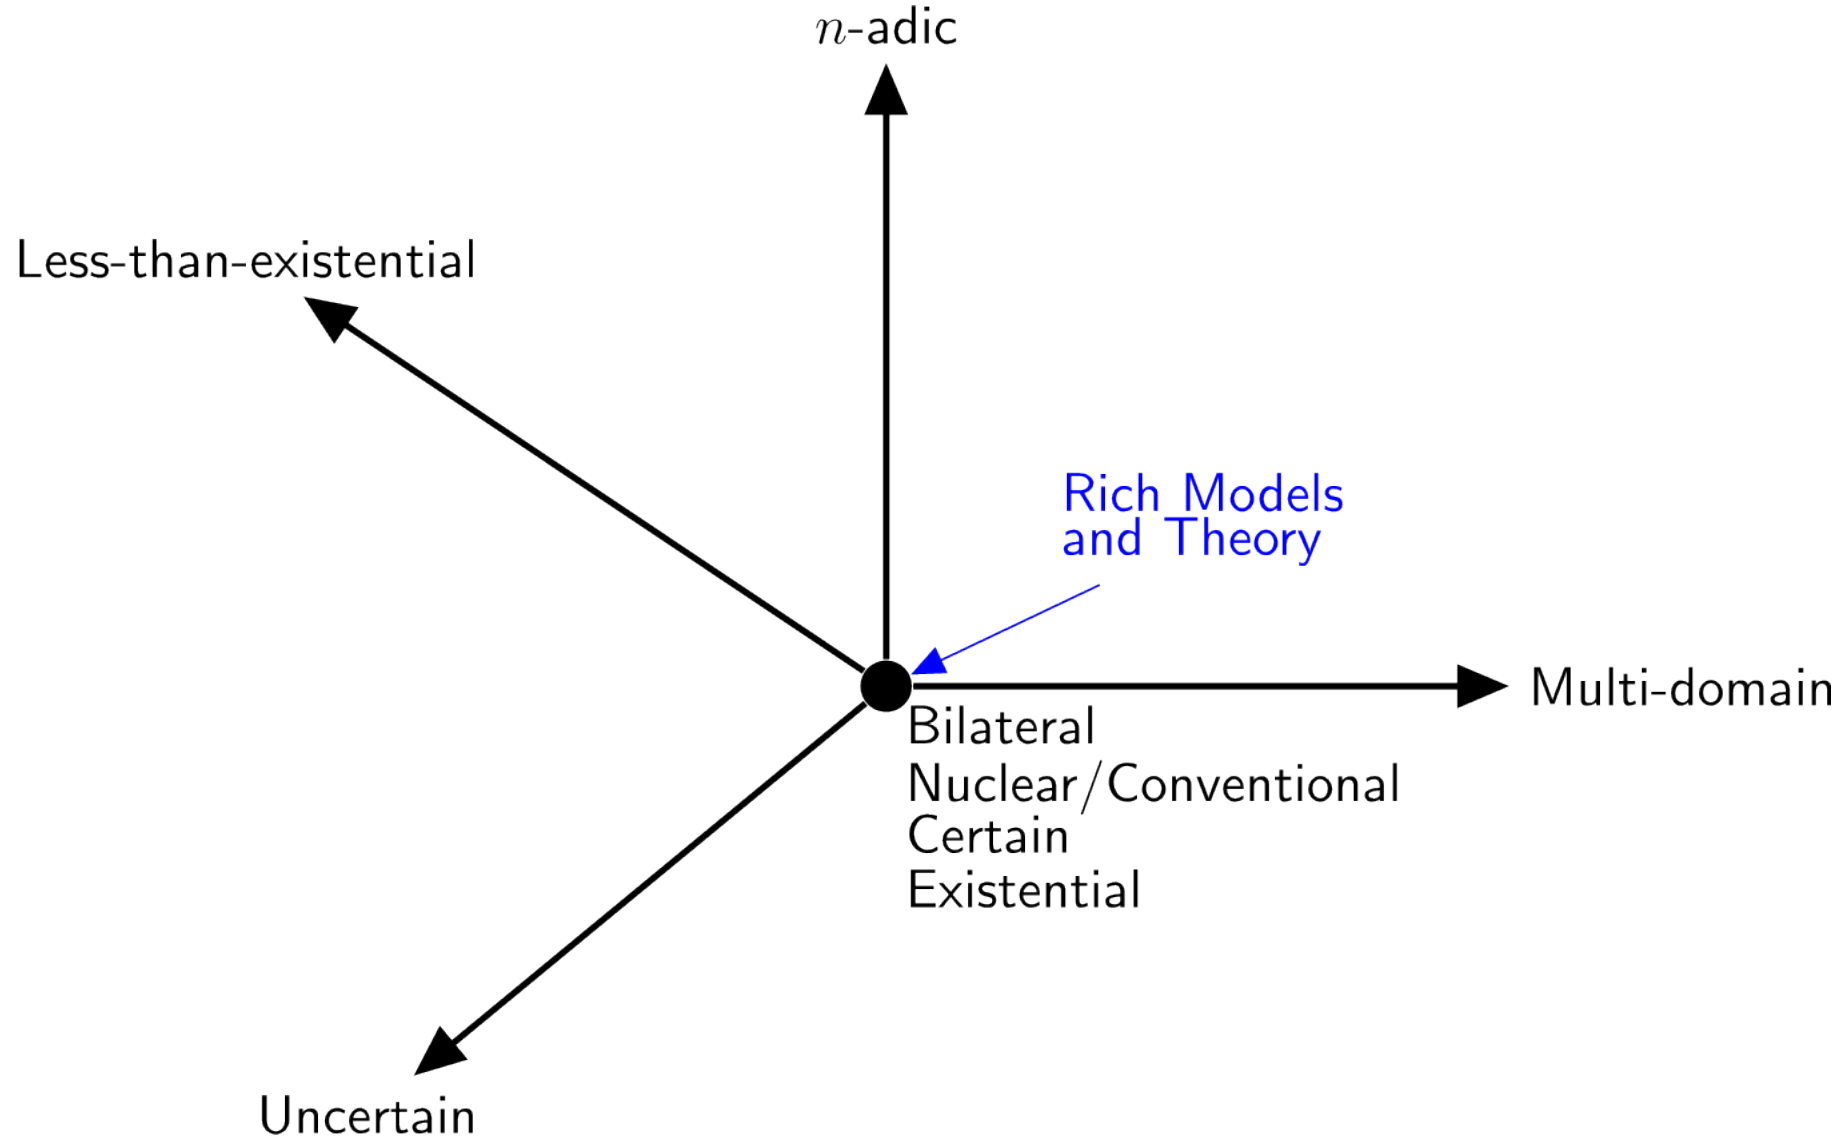 n-adic
Less-than-existential
Rich Models
and Theory
Multi-domain
Bilateral
Nuclear/Conventional
Certain
Existential
Uncertain